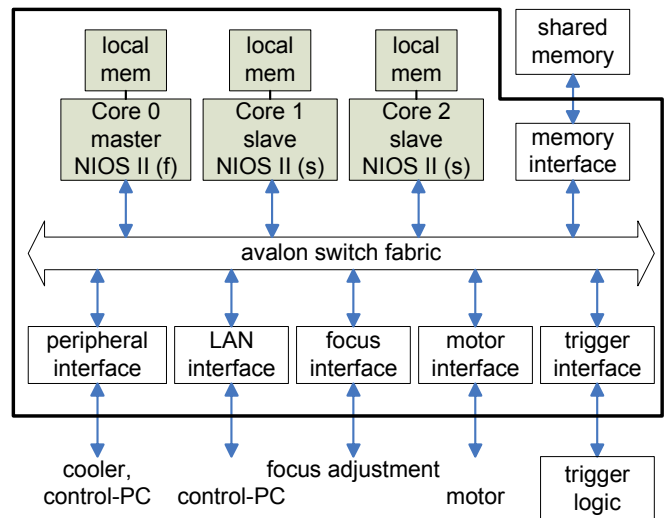 local
mem
local
mem
local
mem
shared
memory
Core 0
master
NIOS II (f)
Core 1
slave
NIOS II (s)
Core 2
slave
NIOS II (s)
memory
interface
avalon switch fabric
peripheral
interface
LAN
interface
focus
interface
motor
interface
trigger
interface
cooler,
control-PC
control-PC
focus adjustment
motor
trigger
logic